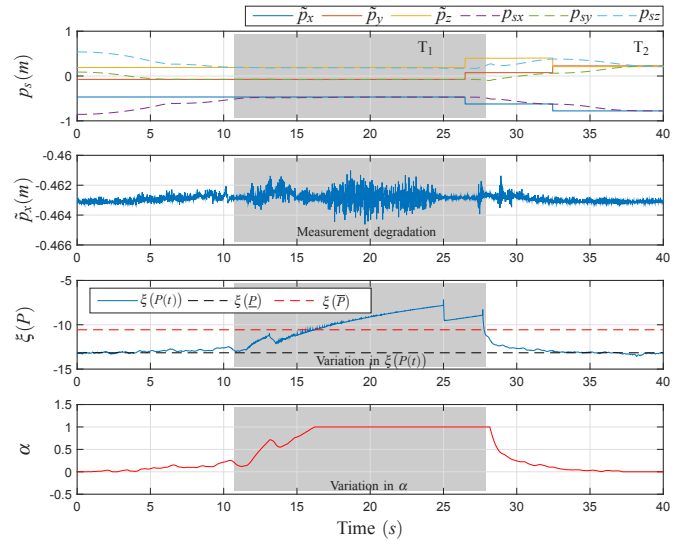 p̃x p̃y p̃z psx psy psz
1
0
-1
ps(m)
T1
T2
0 5 10 15 20 25 30 35 40
-0.46
-0.462
-0.464
-0.466
p̃x(m)
Measurement degradation
0 5 10 15 20 25 30 35 40
-5
-10
-15
ξ(P)
ξ(P(t)) ξ(P̲) ξ(P̅)
Variation in ξ(P(t))
0 5 10 15 20 25 30 35 40
1.5
1
0.5
0
-0.5
α
Variation in α
0 5 10 15 20 25 30 35 40
Time (s)